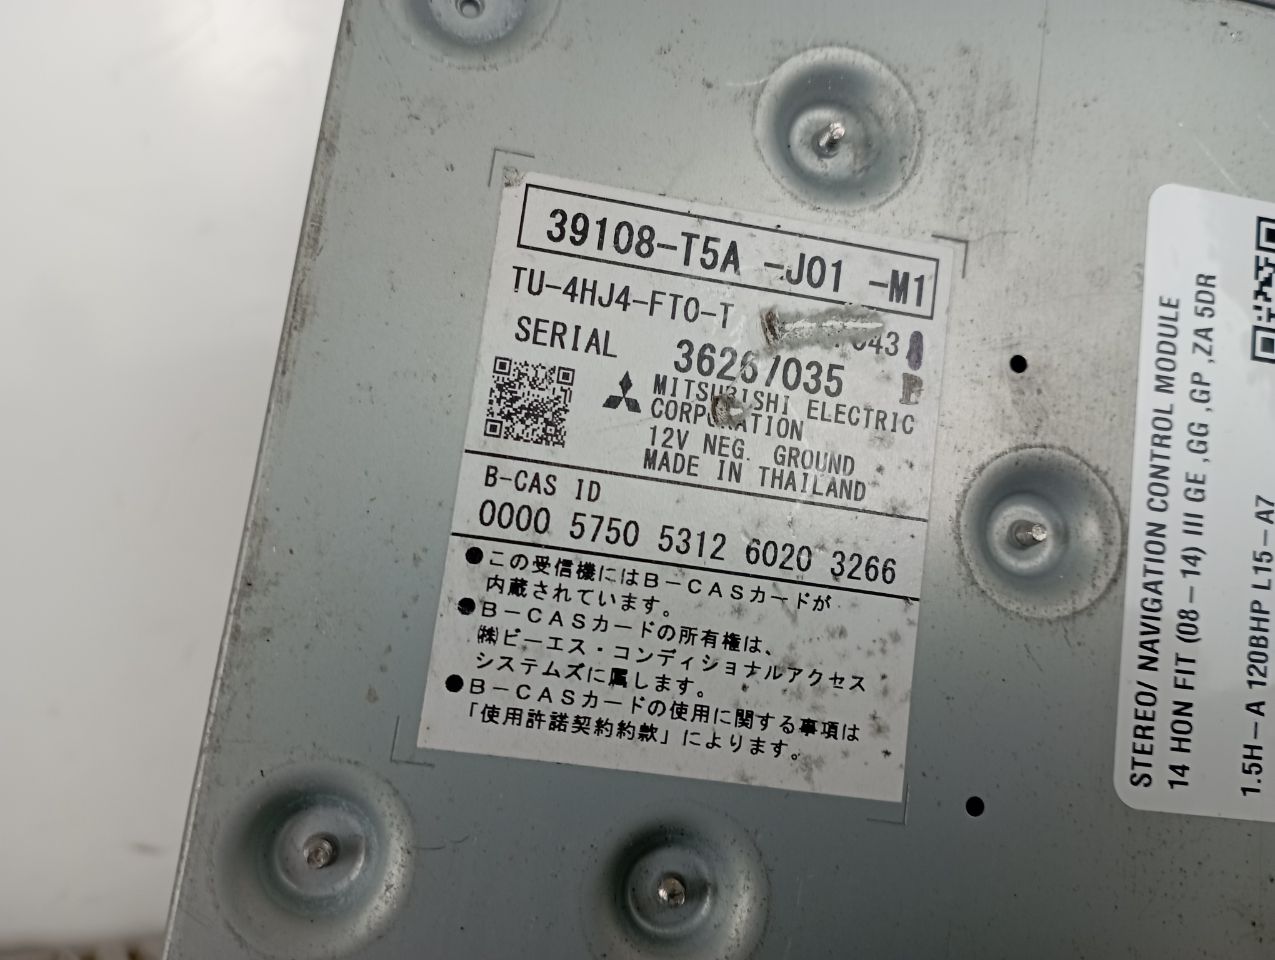 39108-T5A -J01 -M1
TU-4HJ4-FT0-T
SERIAL 36267035
MITSUBISHI ELECTRIC
CORPORATION
12V NEG. GROUND
MADE IN THAILAND
B-CAS ID
0000 5750 5312 6020 3266
●この受信機にはB-CASカードが
内蔵されています。
●B-CASカードの所有権は、
㈱ビーエス・コンディショナルアクセス
システムズに属します。
●B-CASカードの使用に関する事項は
「使用許諾契約約款」によります。
STEREO/ NAVIGATION CONTROL MODULE
14 HON FIT (08-14) III GE ,GG ,GP ,ZA 5DR
1.5H-A 120BHP L15-A7